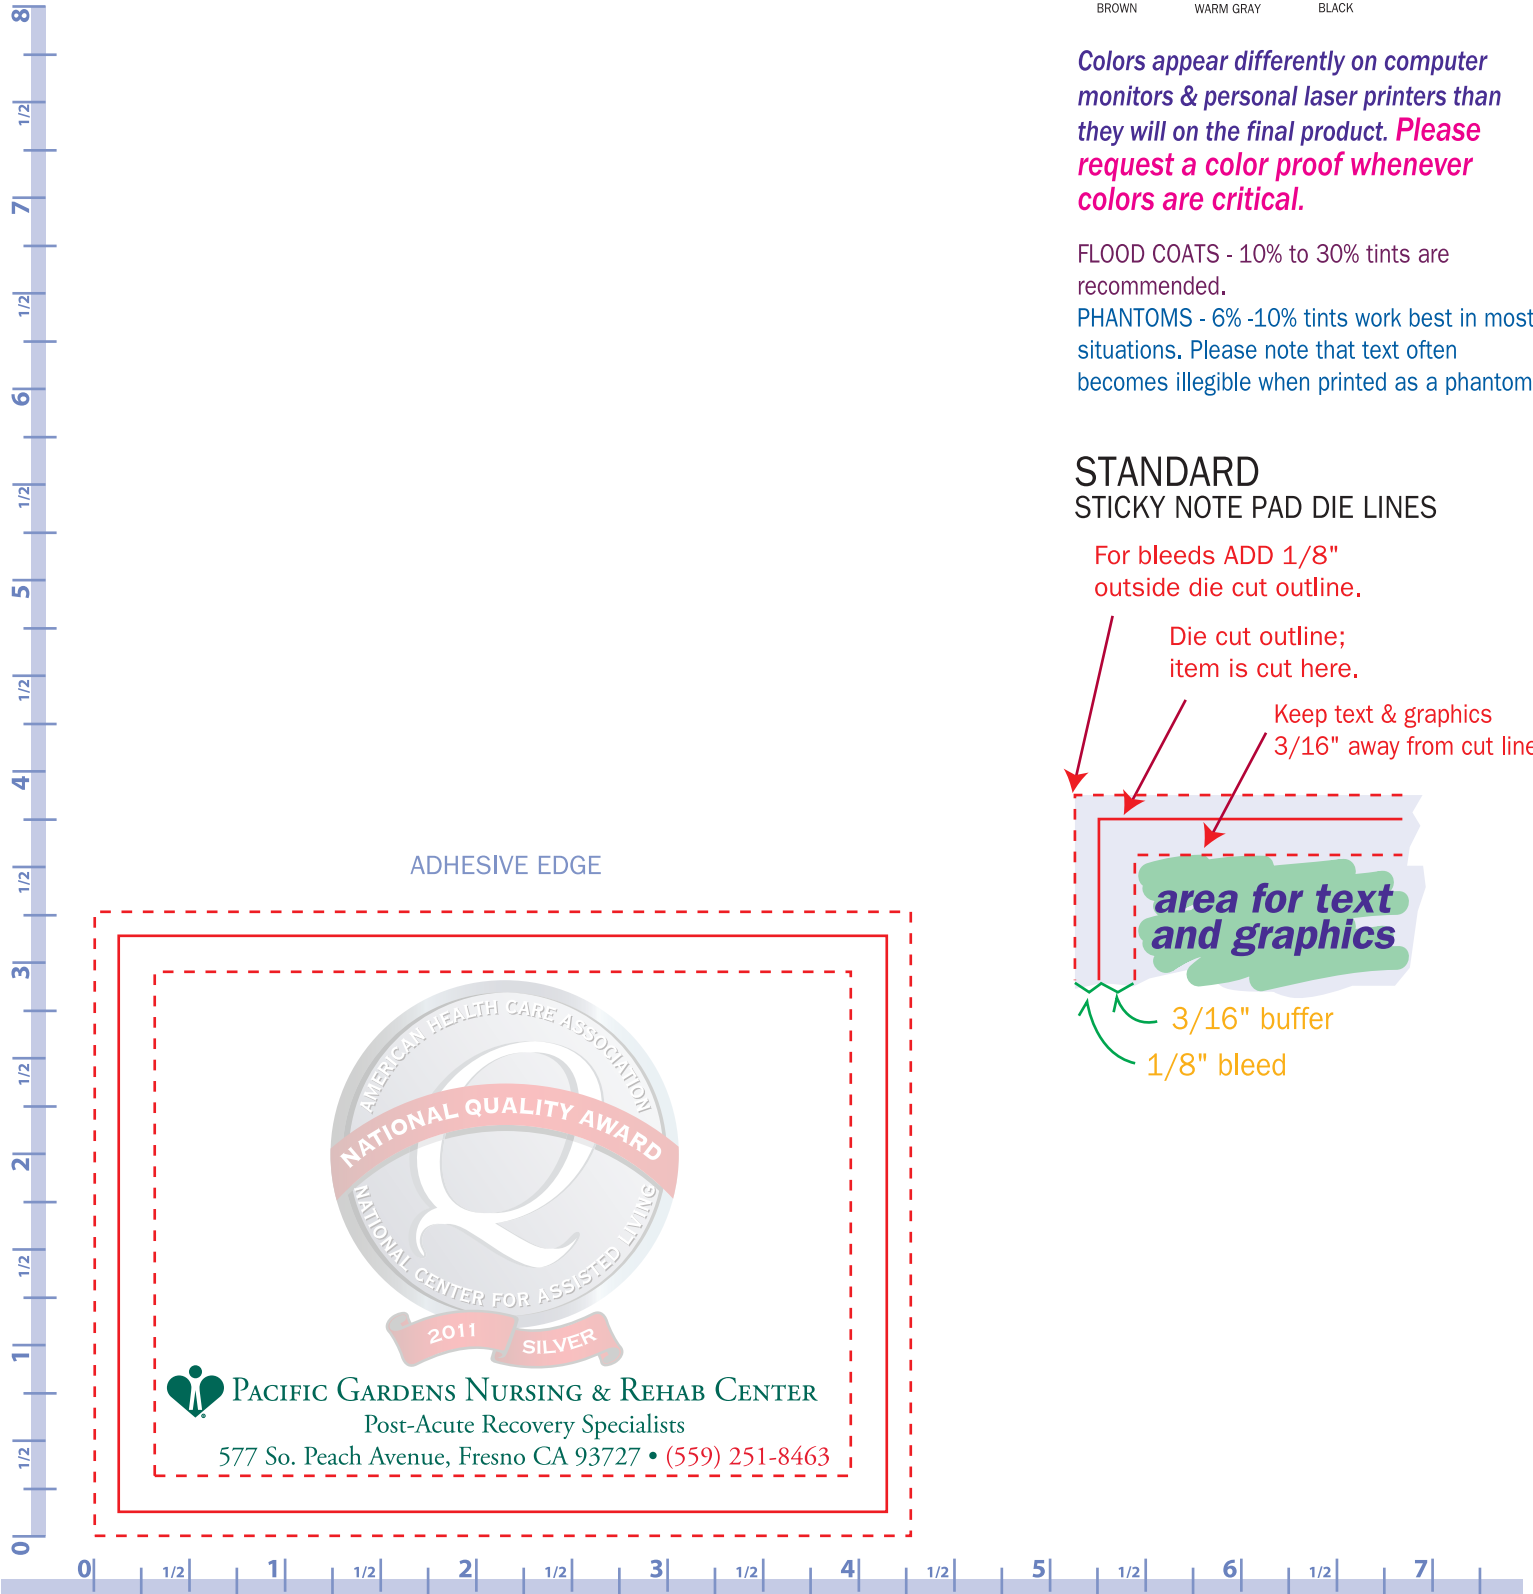 BROWN WARM GRAY BLACK
Colors appear differently on computer
monitors & personal laser printers than
they will on the final product. Please
request a color proof whenever
colors are critical.
FLOOD COATS - 10% to 30% tints are
recommended.
PHANTOMS - 6% -10% tints work best in most
situations. Please note that text often
becomes illegible when printed as a phantom
STANDARD
STICKY NOTE PAD DIE LINES
For bleeds ADD 1/8"
outside die cut outline.
Die cut outline;
item is cut here.
Keep text & graphics
3/16" away from cut line
area for text
and graphics
3/16" buffer
1/8" bleed
ADHESIVE EDGE
AMERICAN HEALTH CARE ASSOCIATION
Q
NATIONAL QUALITY AWARD
NATIONAL CENTER FOR ASSISTED LIVING
2011 SILVER
PACIFIC GARDENS NURSING & REHAB CENTER
Post-Acute Recovery Specialists
577 So. Peach Avenue, Fresno CA 93727 • (559) 251-8463
8
1/2
7
1/2
6
1/2
5
1/2
4
1/2
3
1/2
2
1/2
1
1/2
0
0 1/2 1 1/2 2 1/2 3 1/2 4 1/2 5 1/2 6 1/2 7